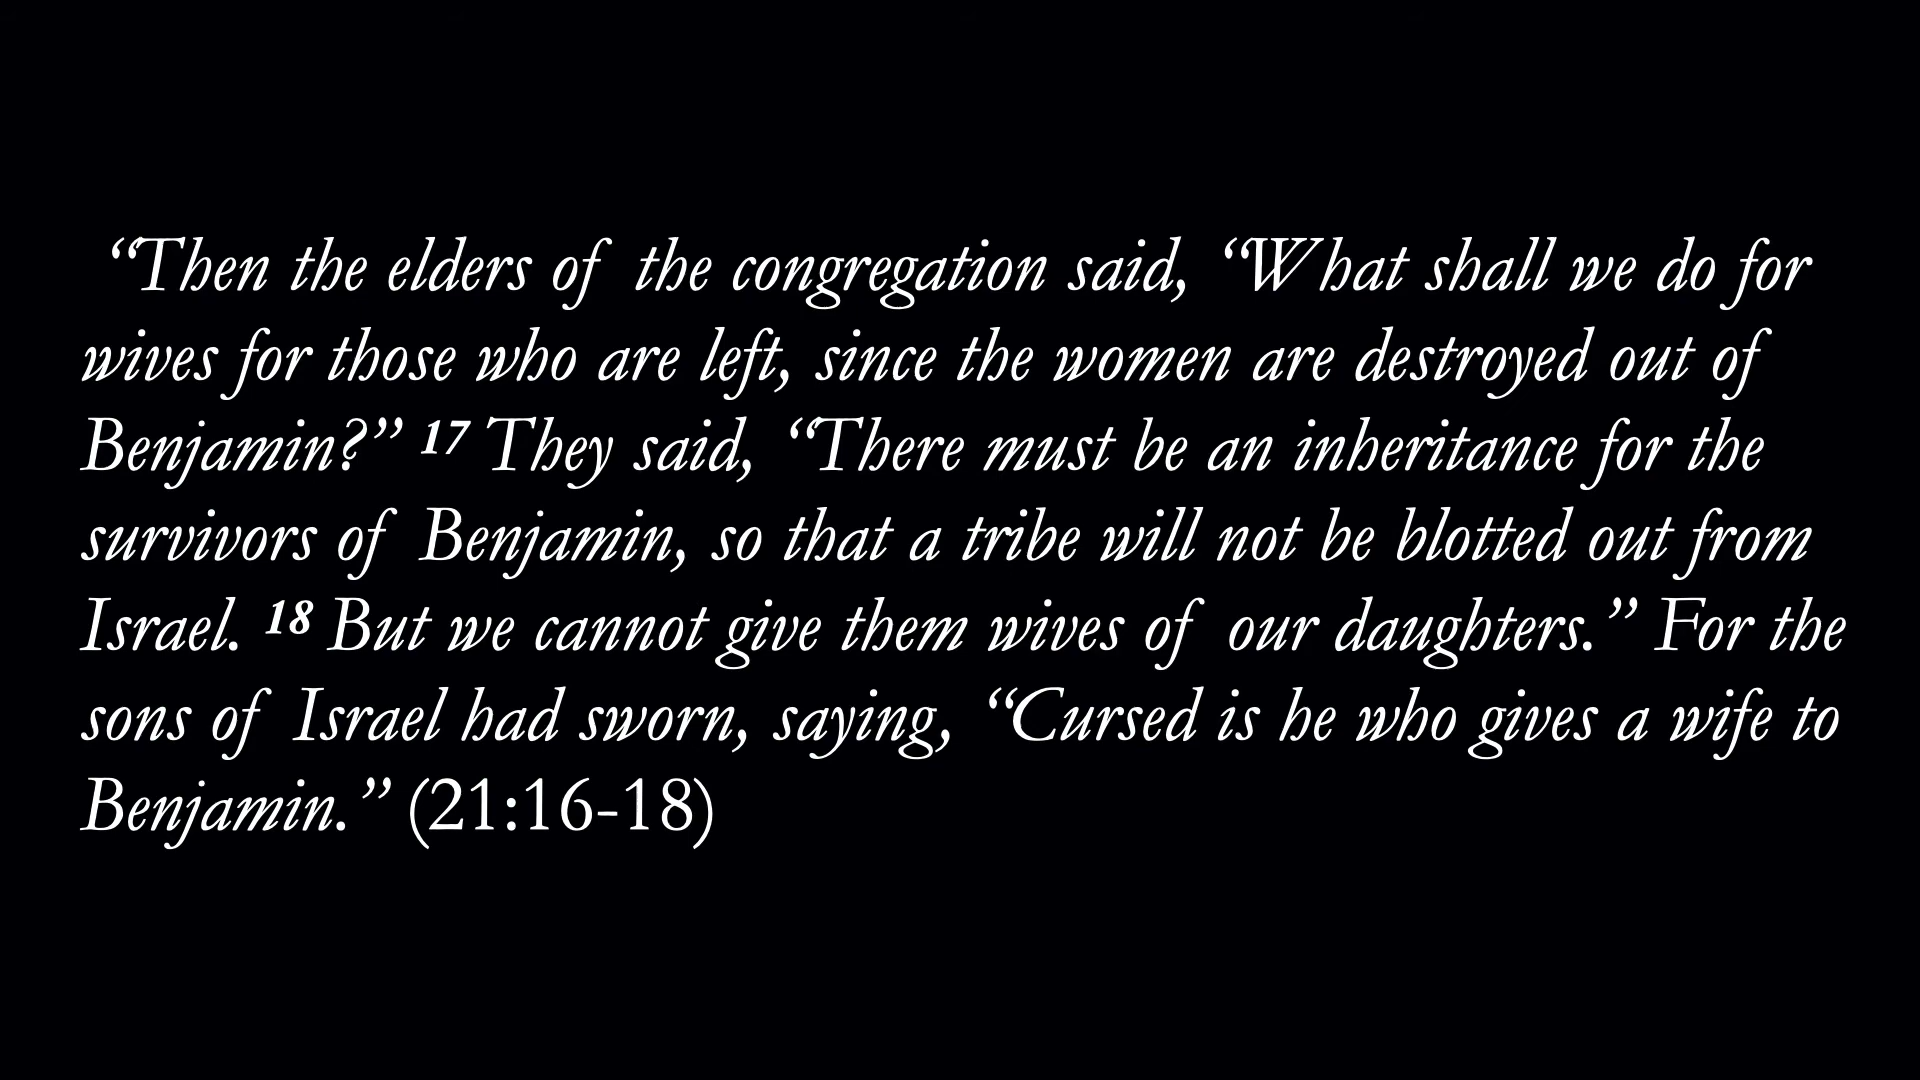 “Then the elders of the congregation said, “What shall we do for
wives for those who are left, since the women are destroyed out of
Benjamin?” 17 They said, “There must be an inheritance for the
survivors of Benjamin, so that a tribe will not be blotted out from
Israel. 18 But we cannot give them wives of our daughters.” For the
sons of Israel had sworn, saying, “Cursed is he who gives a wife to
Benjamin.” (21:16-18)